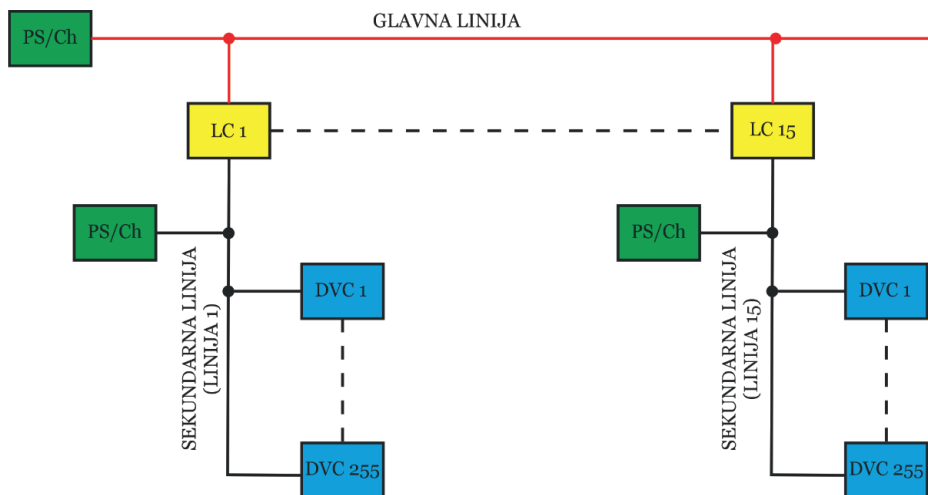 PS/Ch
GLAVNA LINIJA
LC 1
LC 15
PS/Ch
PS/Ch
SEKUNDARNA LINIJA
(LINIJA 1)
SEKUNDARNA LINIJA
(LINIJA 15)
DVC 1
DVC 1
DVC 255
DVC 255